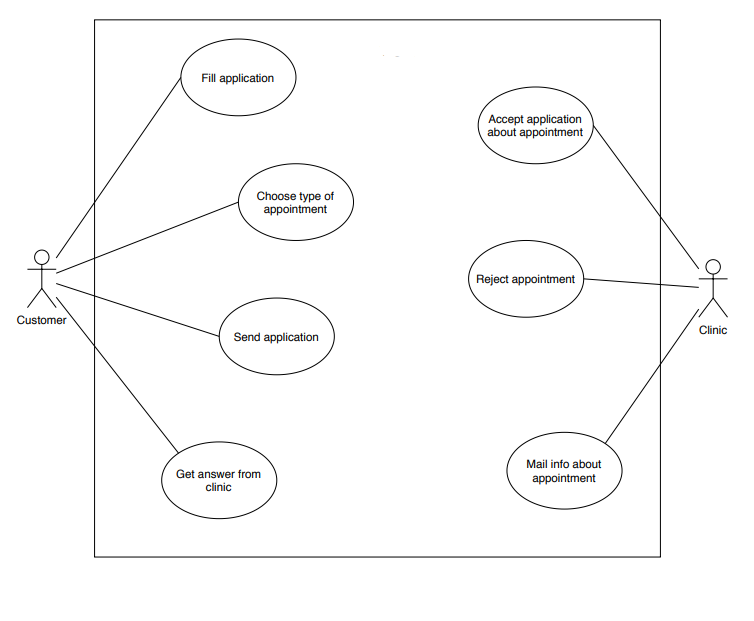 Fill application
Accept application
about appointment
Choose type of
appointment
Reject appointment
Customer
Clinic
Send application
Get answer from
clinic
Mail info about
appointment